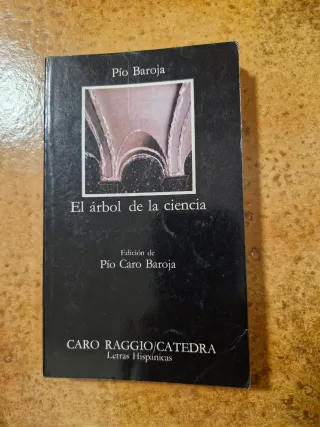 Pío Baroja
El árbol de la ciencia
Edición de
Pío Caro Baroja
CARO RAGGIO/CATEDRA
Letras Hispánicas